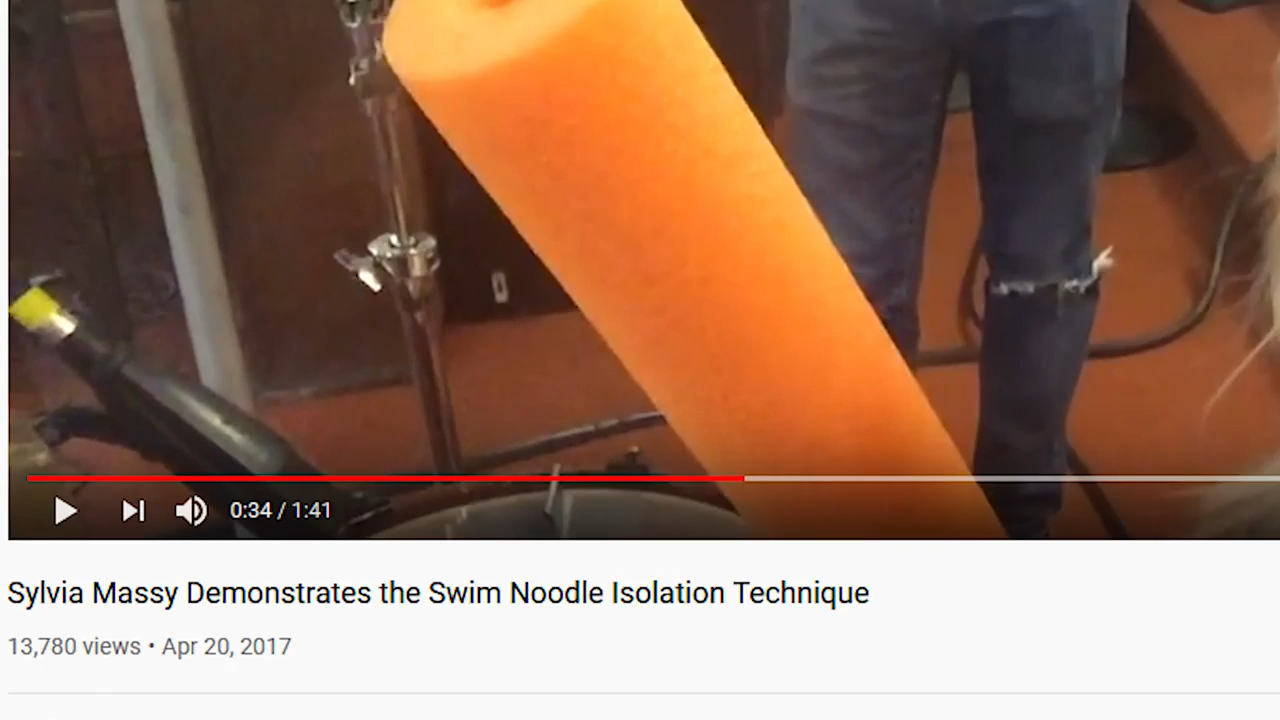 0:34 / 1:41
Sylvia Massy Demonstrates the Swim Noodle Isolation Technique
13,780 views • Apr 20, 2017